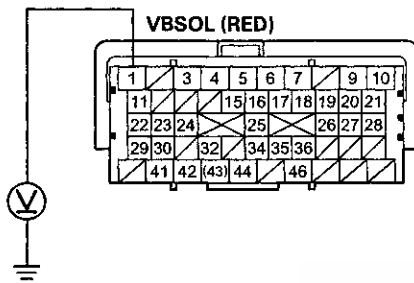 VBSOL (RED)
1 3 4 5 6 7 9 10
11 15 16 17 18 19 20 21
22 23 24 25 26 27 28
29 30 32 34 35 36
41 42 (43) 44 46
V